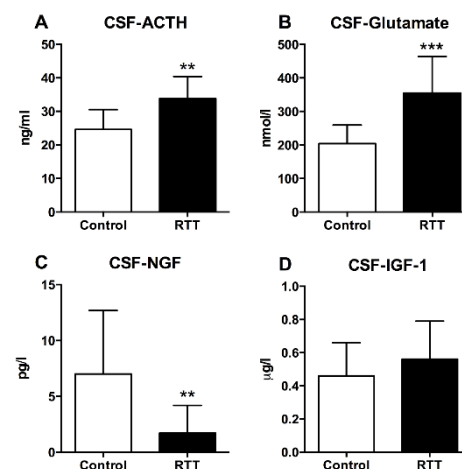 A CSF-ACTH
**
ng/ml
50
40
30
20
10
0
Control RTT
B CSF-Glutamate
***
nmol/l
500
400
300
200
100
0
Control RTT
C CSF-NGF
**
pg/l
15
10
5
0
Control RTT
D CSF-IGF-1
µg/l
1.0
0.8
0.6
0.4
0.2
0.0
Control RTT